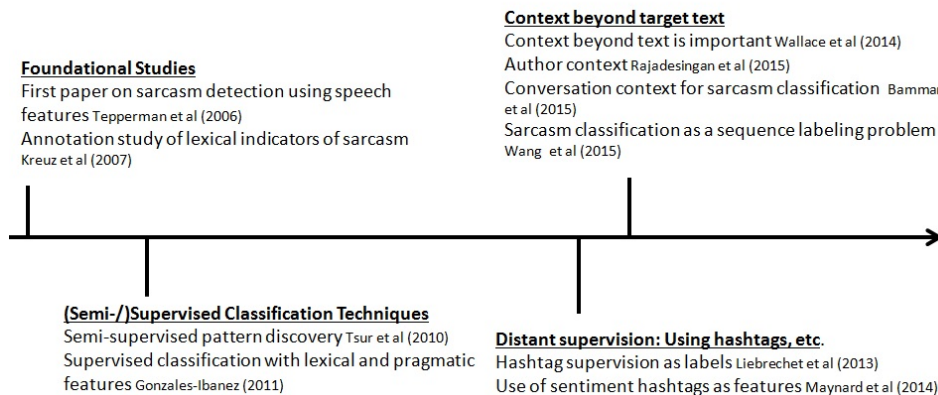 Foundational Studies
First paper on sarcasm detection using speech
features Tepperman et al (2006)
Annotation study of lexical indicators of sarcasm
Kreuz et al (2007)
Context beyond target text
Context beyond text is important Wallace et al (2014)
Author context Rajadesingan et al (2015)
Conversation context for sarcasm classification Bamman
et al (2015)
Sarcasm classification as a sequence labeling problem
Wang et al (2015)
(Semi-/)Supervised Classification Techniques
Semi-supervised pattern discovery Tsur et al (2010)
Supervised classification with lexical and pragmatic
features Gonzales-Ibanez (2011)
Distant supervision: Using hashtags, etc.
Hashtag supervision as labels Liebrechet et al (2013)
Use of sentiment hashtags as features Maynard et al (2014)